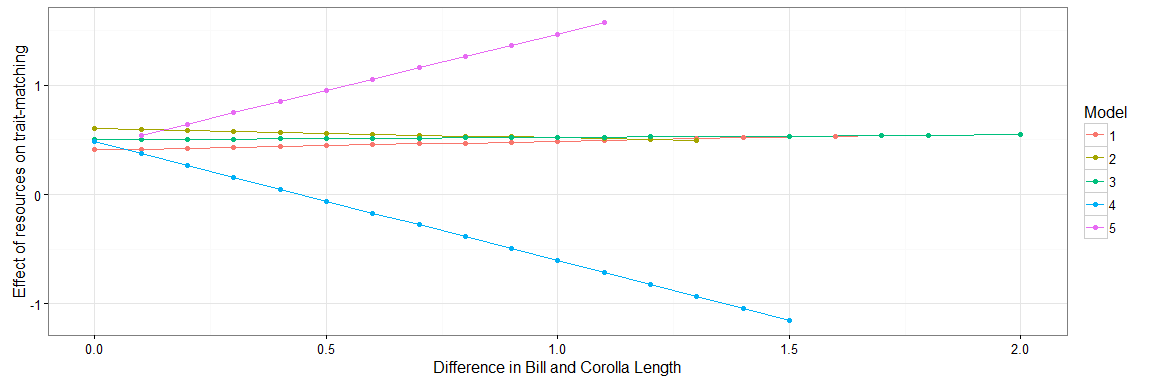 Effect of resources on trait-matching
1
0
-1
0.0 0.5 1.0 1.5 2.0
Difference in Bill and Corolla Length
Model
1
2
3
4
5